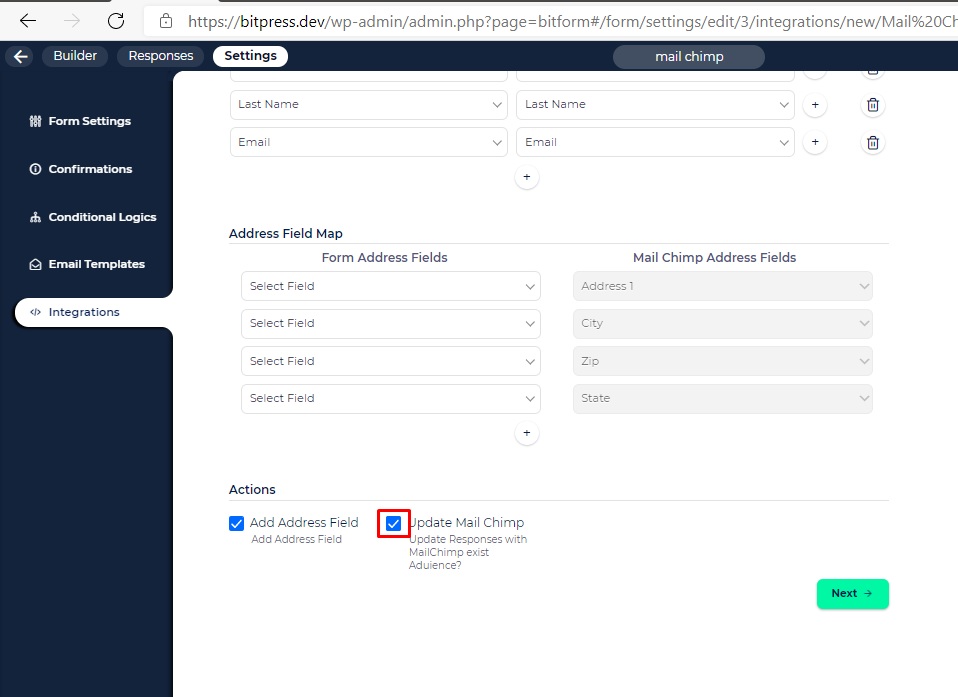 https://bitpress.dev/wp-admin/admin.php?page=bitform#/form/settings/edit/3/integrations/new/Mail%20Ch
Builder Responses Settings mail chimp
Form Settings
Confirmations
Conditional Logics
Email Templates
Integrations
Last Name Last Name +
Email Email +
+
Address Field Map
Form Address Fields Mail Chimp Address Fields
Select Field Address 1
Select Field City
Select Field Zip
Select Field State
+
Actions
Add Address Field Update Mail Chimp
Add Address Field Update Responses with
MailChimp exist
Aduience?
Next →